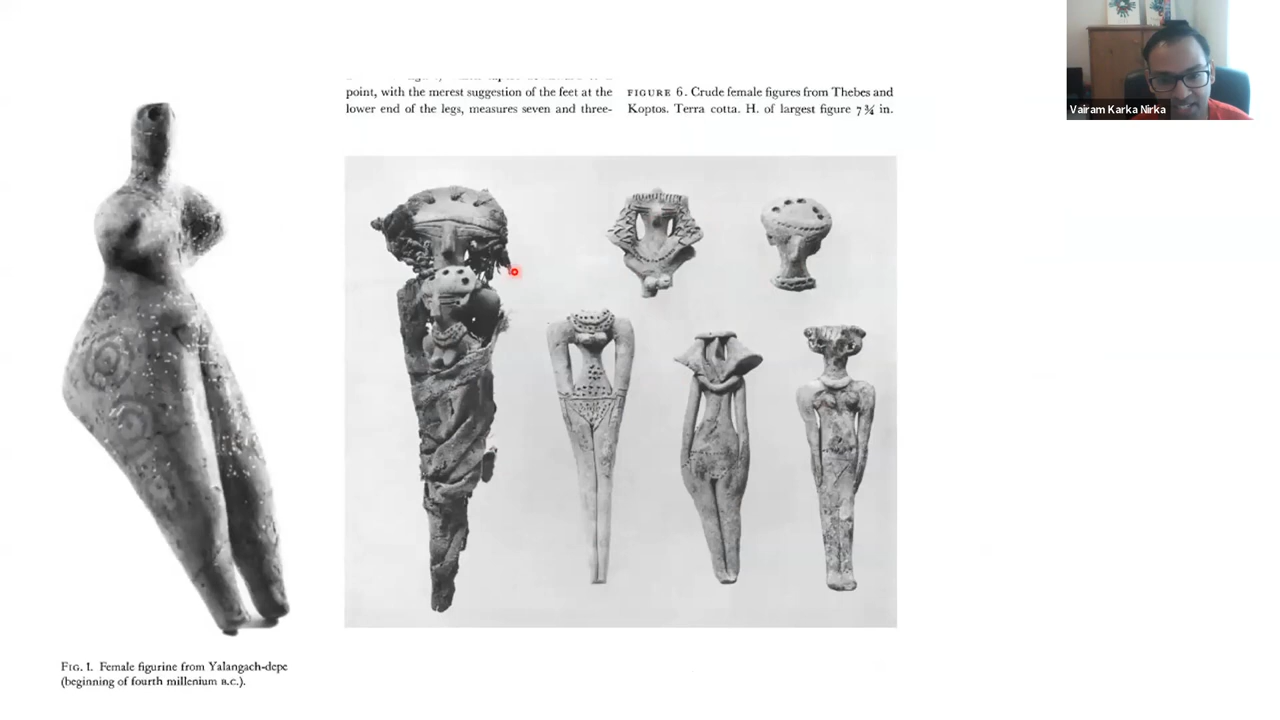 point, with the merest suggestion of the feet at the
lower end of the legs, measures seven and three-
FIGURE 6. Crude female figures from Thebes and
Koptos. Terra cotta. H. of largest figure 7 ¾ in.
Vairam Karka Nirka
FIG. 1. Female figurine from Yalangach-depe
(beginning of fourth millenium B.C.).